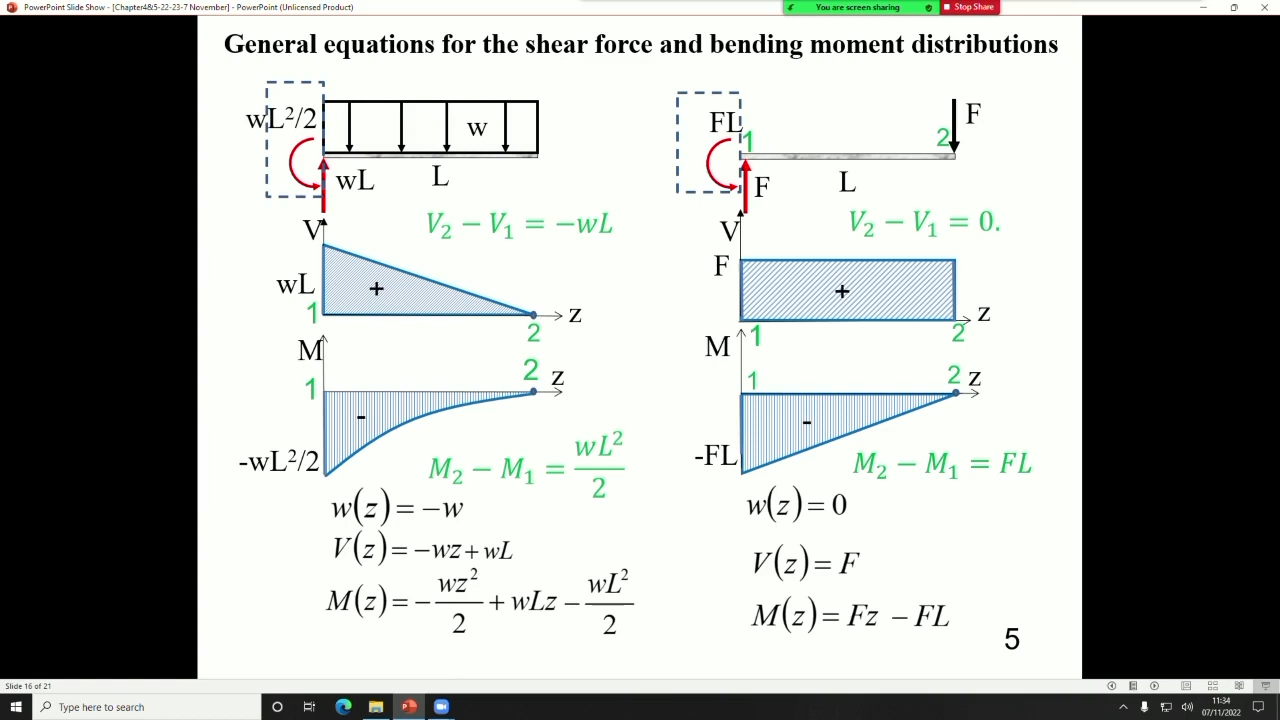 PowerPoint Slide Show - [Chapter4&5-22-23-7 November] - PowerPoint (Unlicensed Product)
You are screen sharing
Stop Share
General equations for the shear force and bending moment distributions
wL²/2
w
wL
L
V₂ − V₁ = −wL
V
wL
+
1
2
z
M
1
2
z
-
-wL²/2
M₂ − M₁ = wL²/2
w(z) = −w
V(z) = −wz + wL
M(z) = −wz²/2 + wLz − wL²/2
FL
1
2
F
F
L
V₂ − V₁ = 0.
V
F
+
1
2
z
M
1
2
z
-
-FL
M₂ − M₁ = FL
w(z) = 0
V(z) = F
M(z) = Fz − FL
5
Slide 16 of 21
Type here to search
11:34
07/11/2022